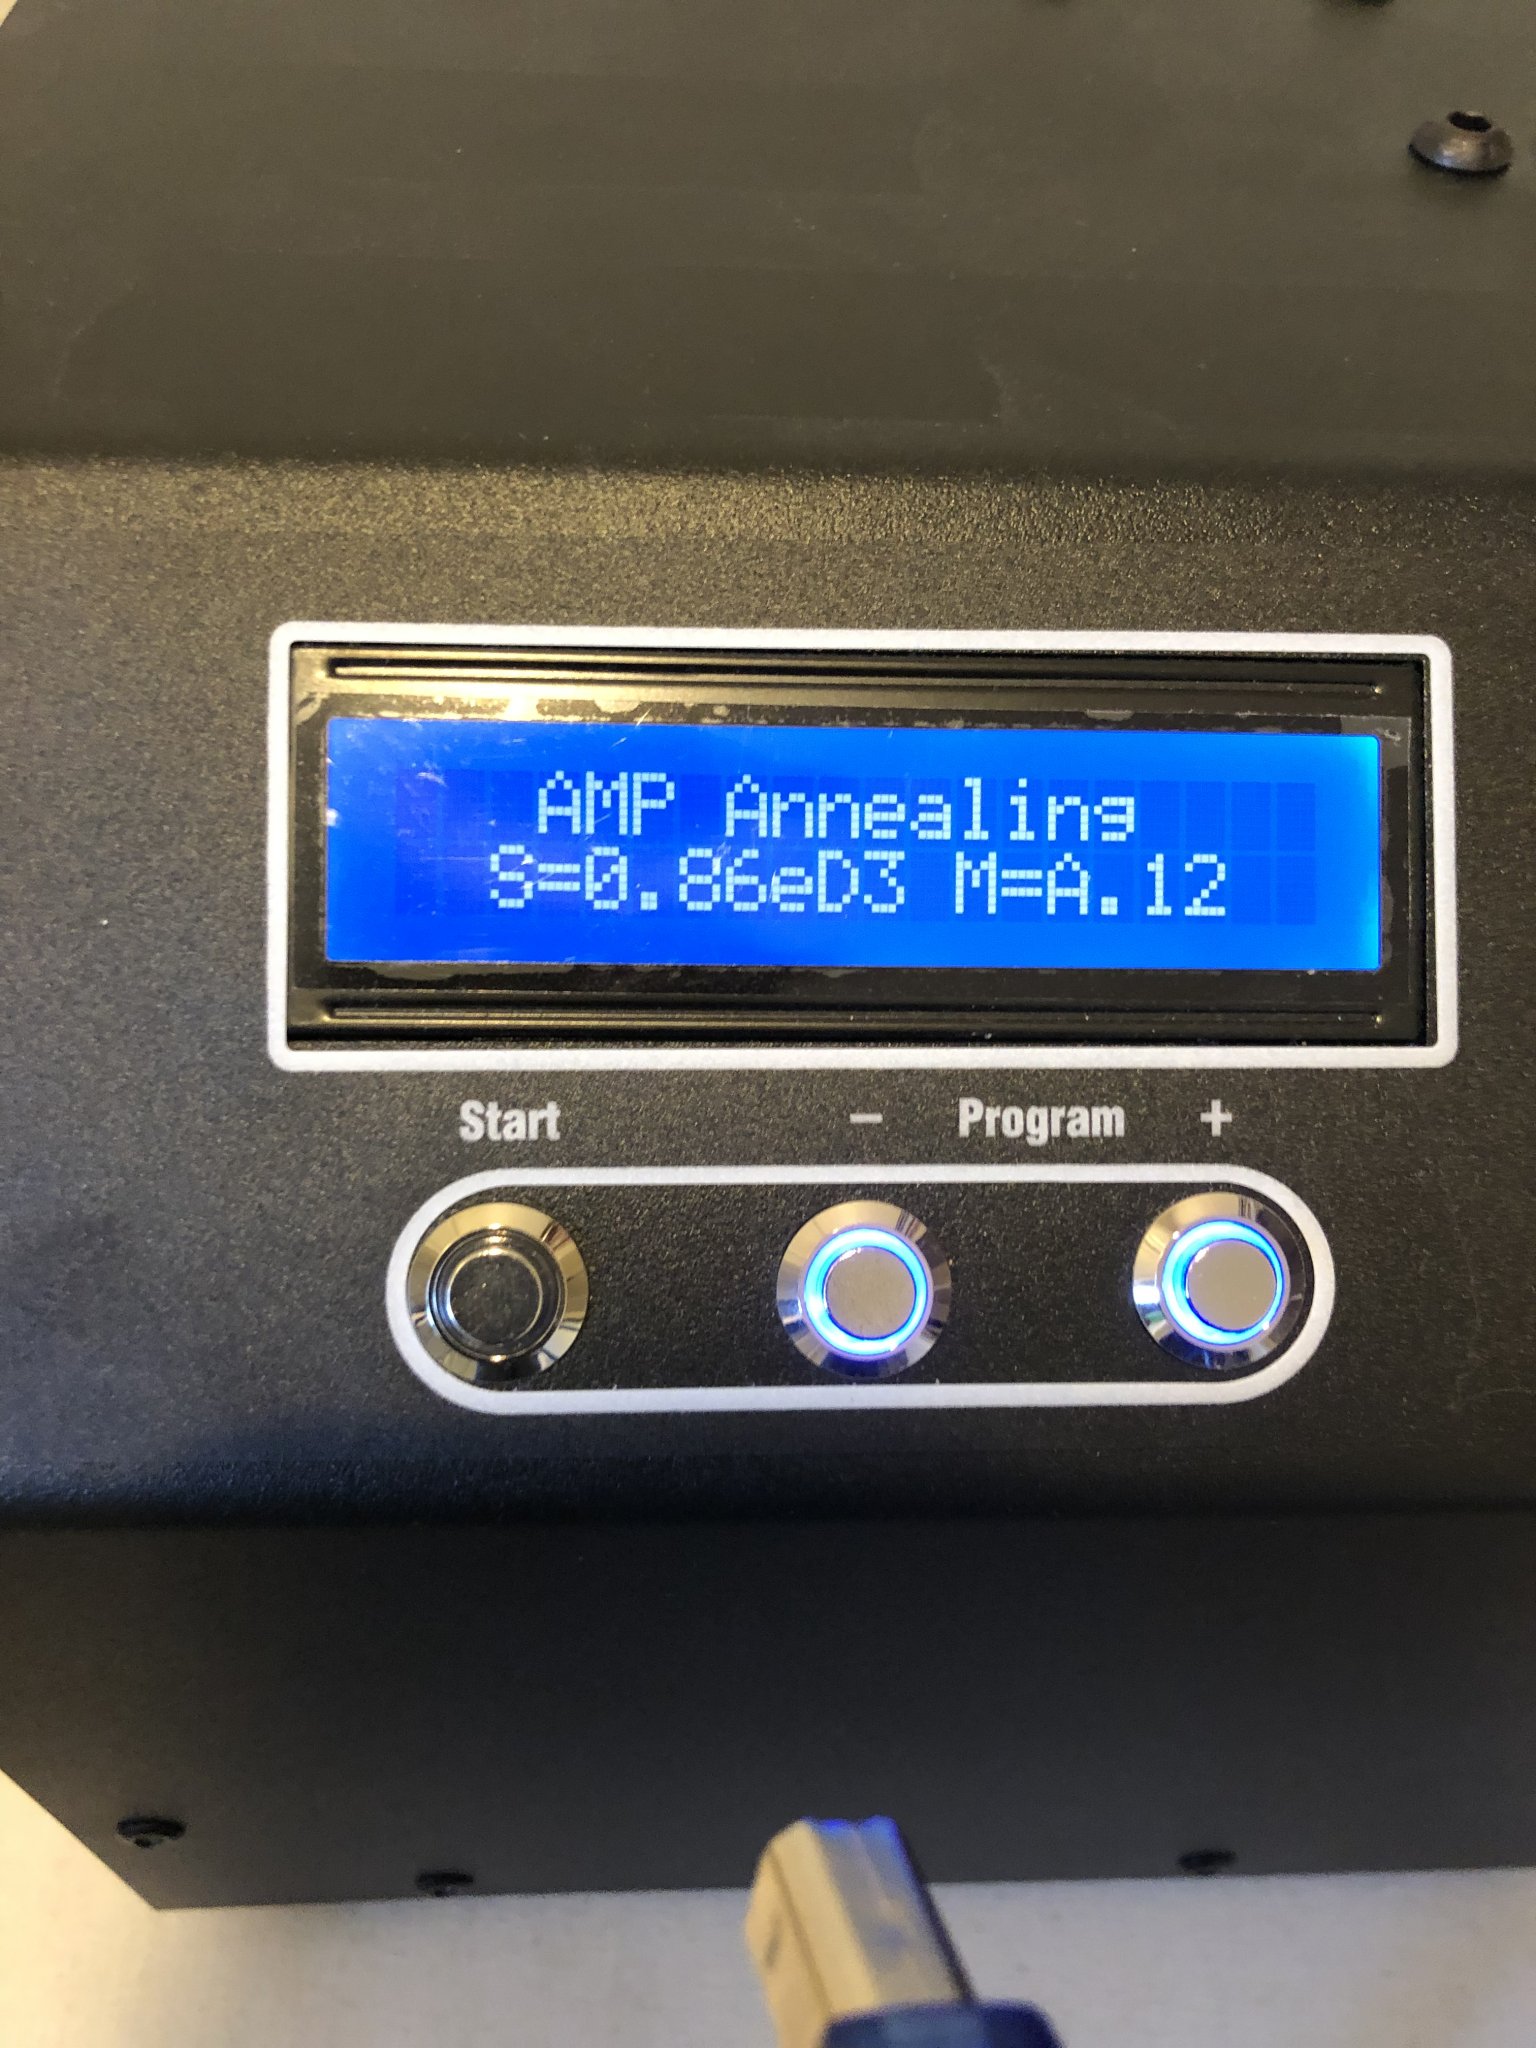 AMP Annealing
S=0.86eD3 M=A.12
Start - Program +